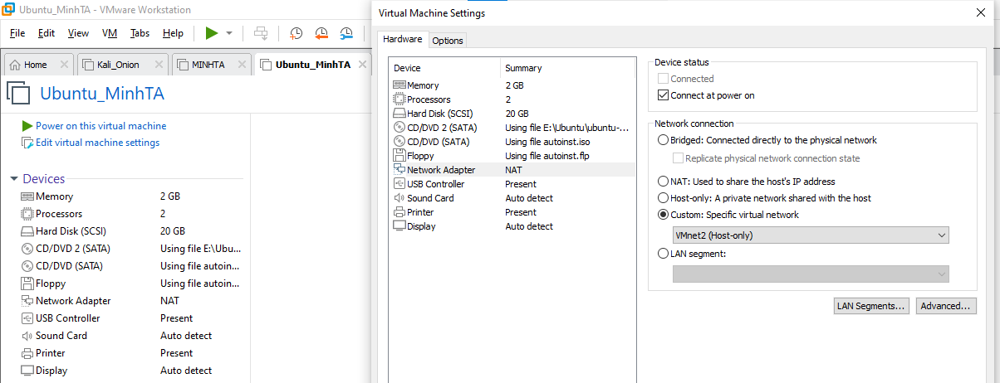 Ubuntu_MinhTA - VMware Workstation
File Edit View VM Tabs Help
Home Kali_Onion MINHTA Ubuntu_MinhTA
Ubuntu_MinhTA
Power on this virtual machine
Edit virtual machine settings
Devices
Memory 2 GB
Processors 2
Hard Disk (SCSI) 20 GB
CD/DVD 2 (SATA) Using file E:\Ubu...
CD/DVD (SATA) Using file autoin...
Floppy Using file autoin...
Network Adapter NAT
USB Controller Present
Sound Card Auto detect
Printer Present
Display Auto detect
Virtual Machine Settings
Hardware Options
Device Summary
Memory 2 GB
Processors 2
Hard Disk (SCSI) 20 GB
CD/DVD 2 (SATA) Using file E:\Ubuntu\ubuntu-...
CD/DVD (SATA) Using file autoinst.iso
Floppy Using file autoinst.flp
Network Adapter NAT
USB Controller Present
Sound Card Auto detect
Printer Present
Display Auto detect
Device status
Connected
Connect at power on
Network connection
Bridged: Connected directly to the physical network
Replicate physical network connection state
NAT: Used to share the host's IP address
Host-only: A private network shared with the host
Custom: Specific virtual network
VMnet2 (Host-only)
LAN segment:
LAN Segments... Advanced...